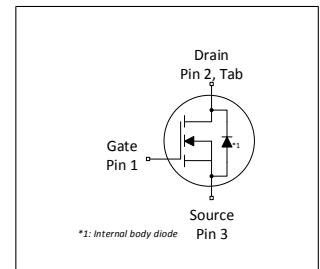 Drain
Pin 2, Tab
*1
Gate
Pin 1
Source
Pin 3
*1: Internal body diode